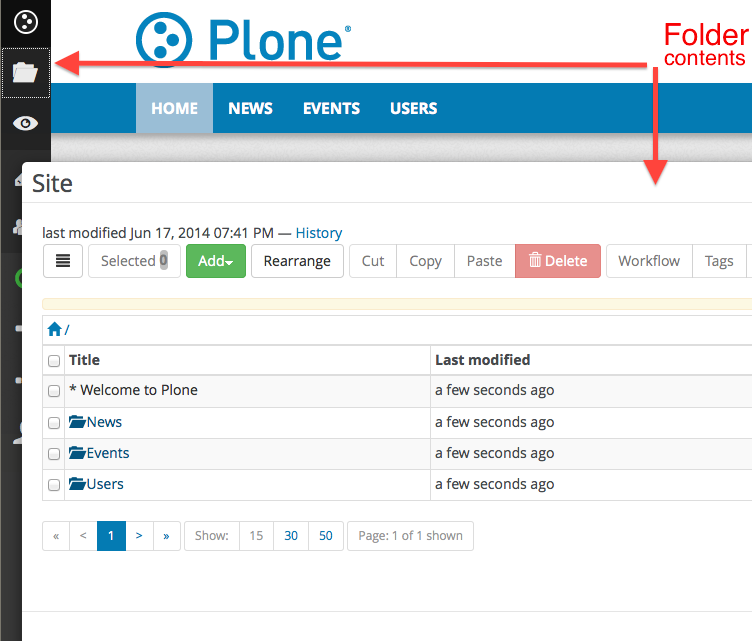 Plone®
Folder
contents
HOME NEWS EVENTS USERS
Site
last modified Jun 17, 2014 07:41 PM — History
Selected 0 Add Rearrange Cut Copy Paste Delete Workflow Tags
/
Title Last modified
* Welcome to Plone a few seconds ago
News a few seconds ago
Events a few seconds ago
Users a few seconds ago
« < 1 > » Show: 15 30 50 Page: 1 of 1 shown